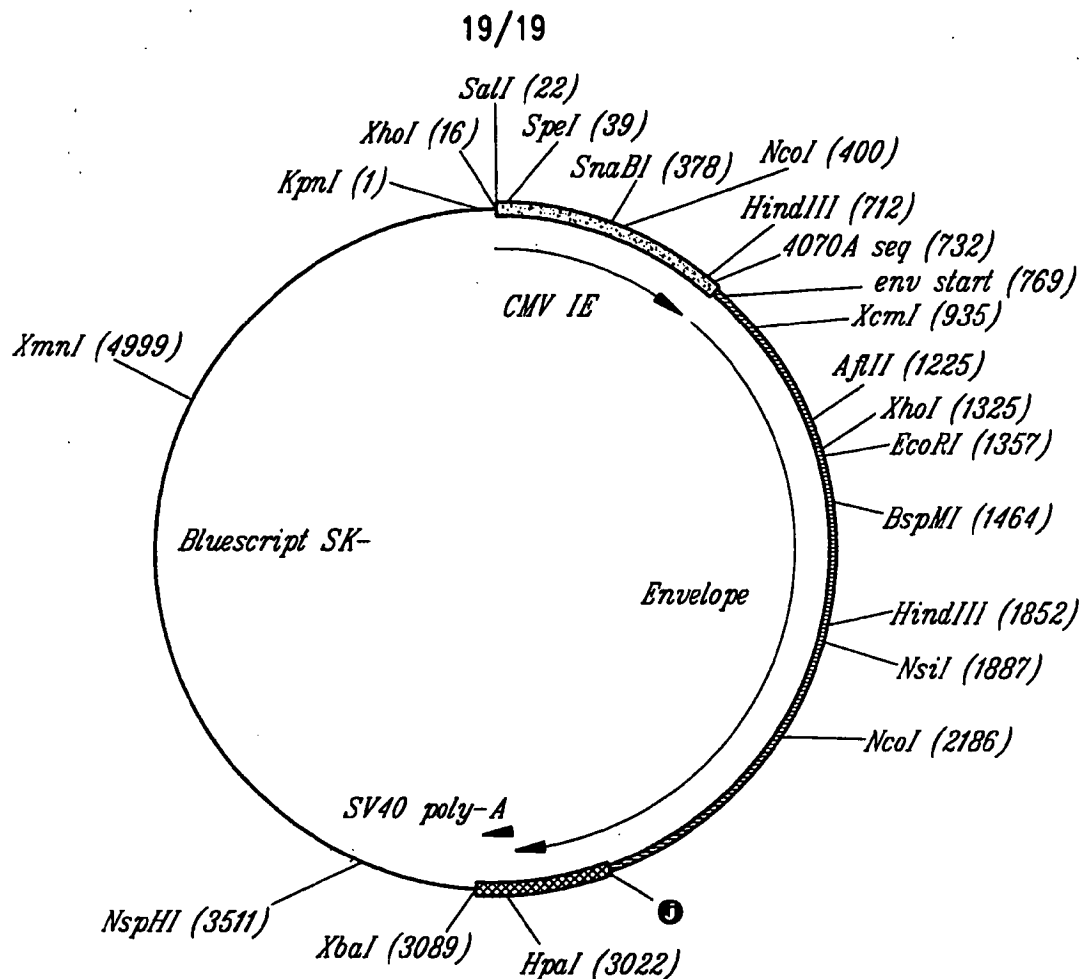 19/19
SalI (22)
XhoI (16)
SpeI (39)
KpnI (1)
SnaBI (378)
NcoI (400)
HindIII (712)
4070A seq (732)
env start (769)
CMV IE
XcmI (935)
XmnI (4999)
AflII (1225)
XhoI (1325)
EcoRI (1357)
BspMI (1464)
Bluescript SK-
Envelope
HindIII (1852)
NsiI (1887)
NcoI (2186)
SV40 poly-A
NspHI (3511)
XbaI (3089)
HpaI (3022)
j